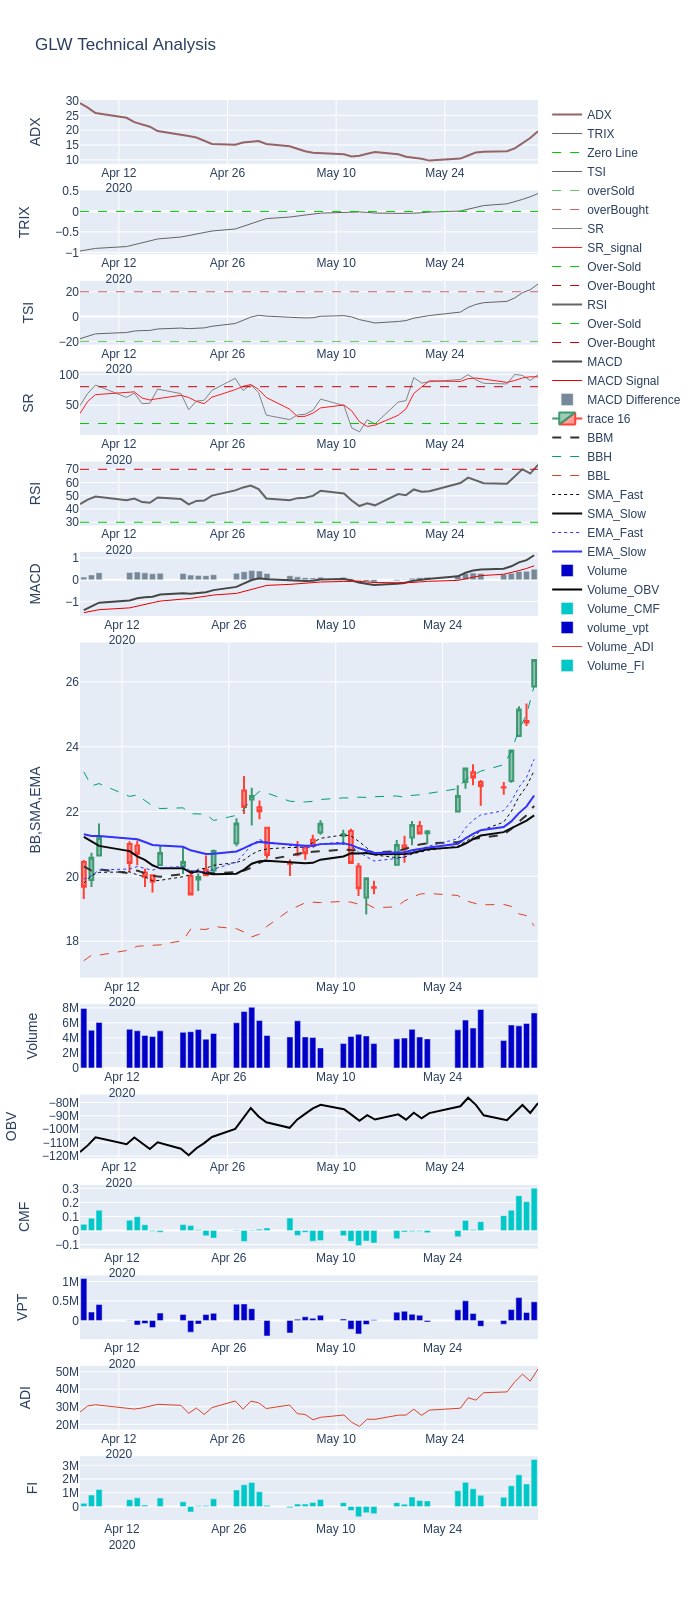 GLW Technical Analysis
ADX
30
25
20
15
10
Apr 12
2020
Apr 26
May 10
May 24
TRIX
0.5
0
−0.5
−1
Apr 12
2020
Apr 26
May 10
May 24
TSI
20
0
−20
Apr 12
2020
Apr 26
May 10
May 24
SR
100
50
Apr 12
2020
Apr 26
May 10
May 24
RSI
70
60
50
40
30
Apr 12
2020
Apr 26
May 10
May 24
MACD
1
0
−1
Apr 12
2020
Apr 26
May 10
May 24
BB,SMA,EMA
26
24
22
20
18
Apr 12
2020
Apr 26
May 10
May 24
Volume
8M
6M
4M
2M
0
Apr 12
2020
Apr 26
May 10
May 24
OBV
−80M
−90M
−100M
−110M
−120M
Apr 12
2020
Apr 26
May 10
May 24
CMF
0.3
0.2
0.1
0
−0.1
Apr 12
2020
Apr 26
May 10
May 24
VPT
1M
0.5M
0
Apr 12
2020
Apr 26
May 10
May 24
ADI
50M
40M
30M
20M
Apr 12
2020
Apr 26
May 10
May 24
FI
3M
2M
1M
0
Apr 12
2020
Apr 26
May 10
May 24
ADX
TRIX
Zero Line
TSI
overSold
overBought
SR
SR_signal
Over-Sold
Over-Bought
RSI
Over-Sold
Over-Bought
MACD
MACD Signal
MACD Difference
trace 16
BBM
BBH
BBL
SMA_Fast
SMA_Slow
EMA_Fast
EMA_Slow
Volume
Volume_OBV
Volume_CMF
volume_vpt
Volume_ADI
Volume_FI